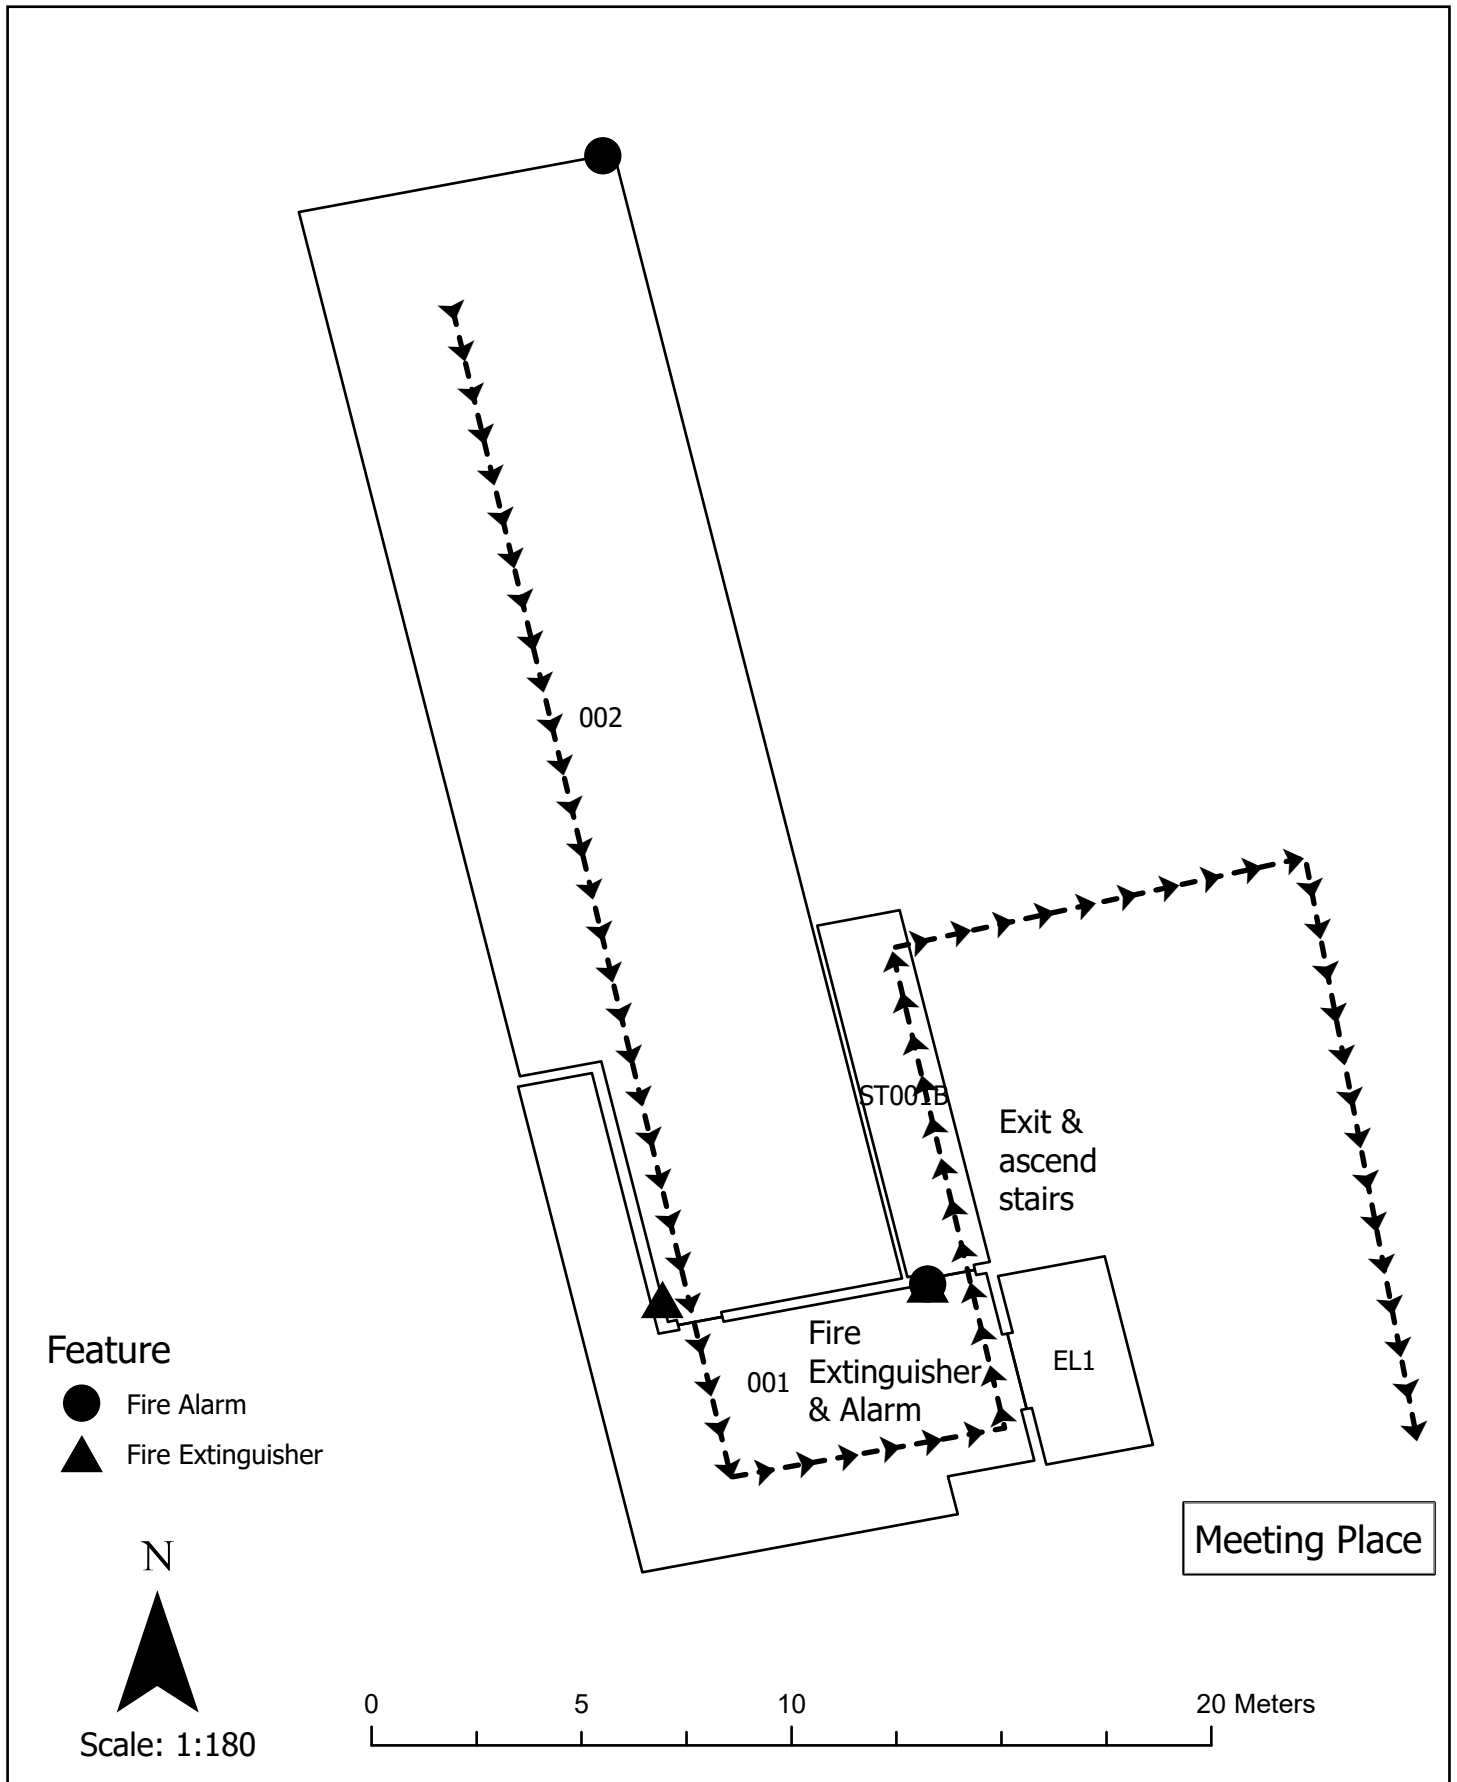 002
ST001B
Exit &
ascend
stairs
Fire
Extinguisher
& Alarm
001
EL1
Feature
Fire Alarm
Fire Extinguisher
Meeting Place
N
Scale: 1:180
0 5 10 20 Meters